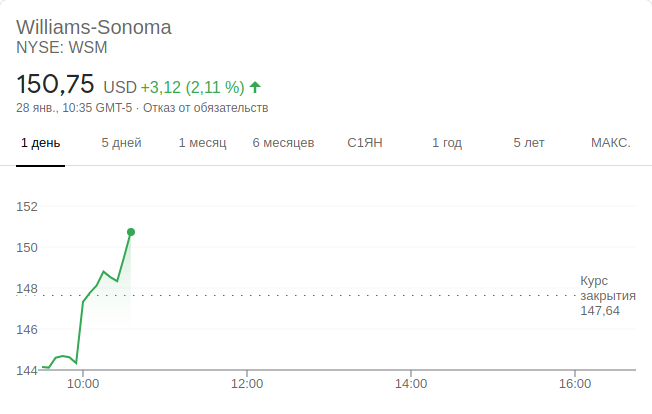 Williams-Sonoma
NYSE: WSM
150,75 USD +3,12 (2,11 %)
28 янв., 10:35 GMT-5 · Отказ от обязательств
1 день 5 дней 1 месяц 6 месяцев С1ЯН 1 год 5 лет МАКС.
152
150
148
Курс
закрытия
147,64
146
144
10:00 12:00 14:00 16:00